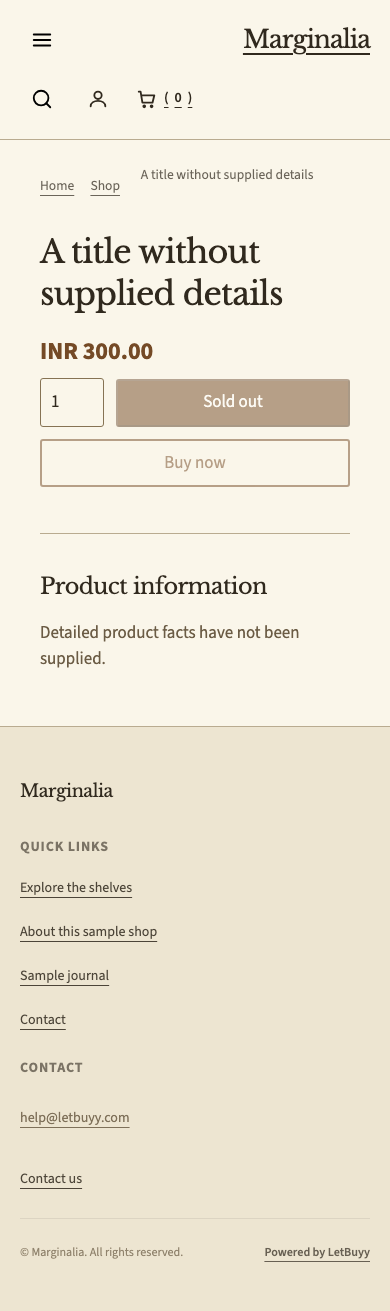 Marginalia
( 0 )
Home Shop A title without supplied details
A title without
supplied details
INR 300.00
1 Sold out
Buy now
Product information
Detailed product facts have not been
supplied.
Marginalia
QUICK LINKS
Explore the shelves
About this sample shop
Sample journal
Contact
CONTACT
help@letbuyy.com
Contact us
© Marginalia. All rights reserved. Powered by LetBuyy